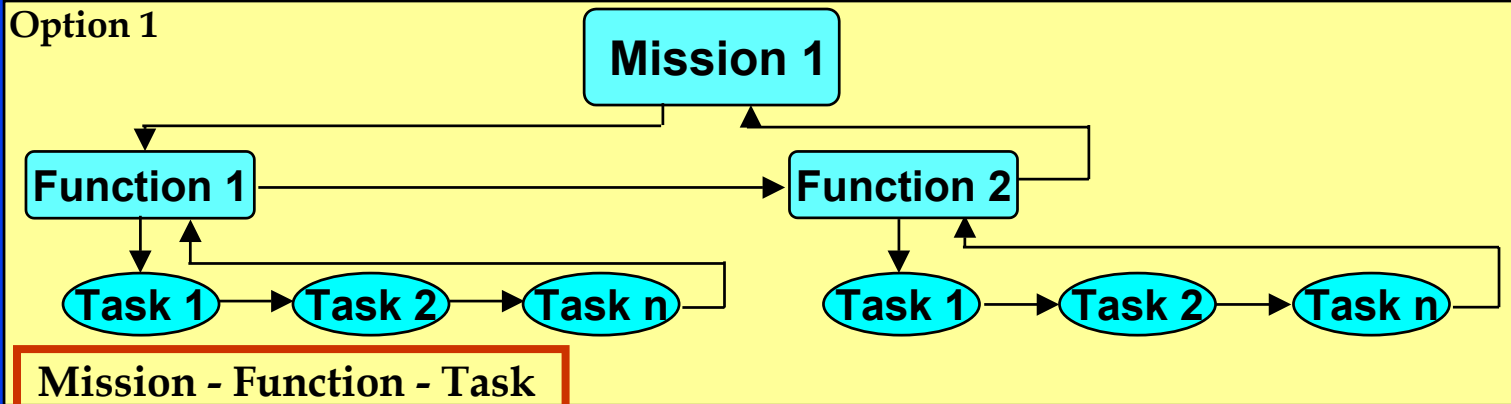 Option 1
Mission 1
Function 1
Function 2
Task 1
Task 2
Task n
Task 1
Task 2
Task n
Mission - Function - Task